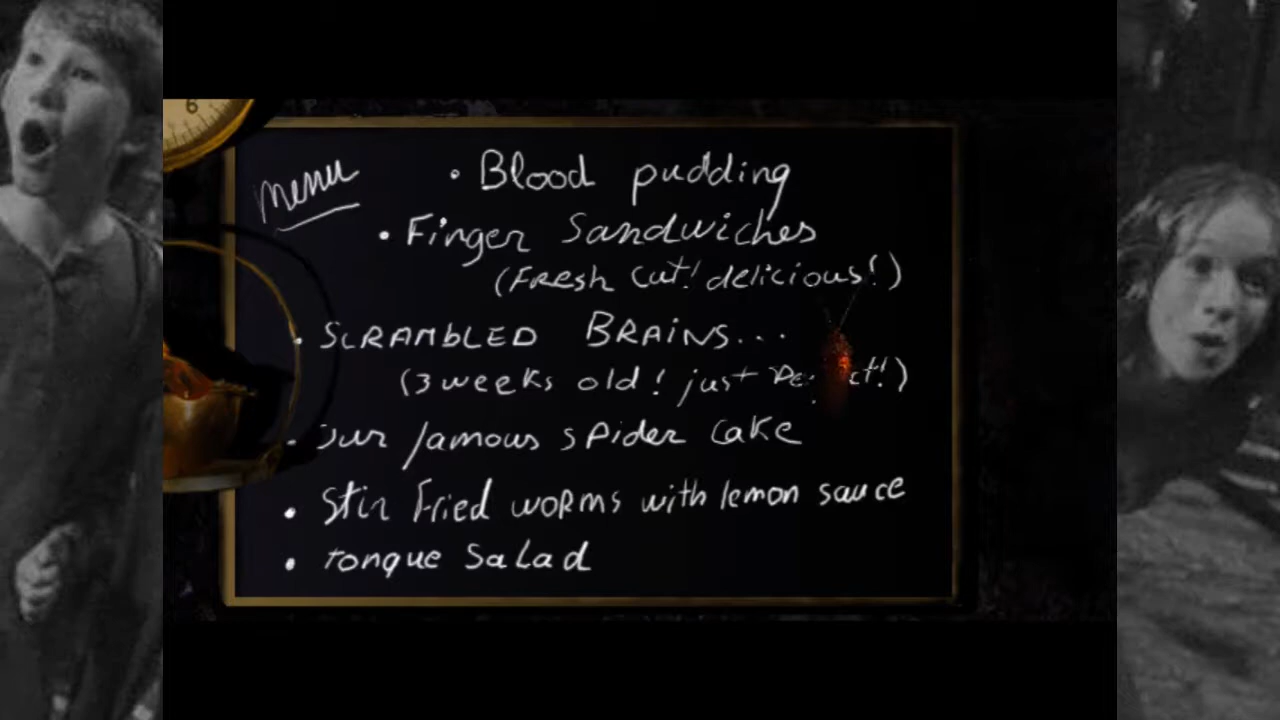 6
Menu
• Blood pudding
• Finger Sandwiches
(Fresh cut! delicious!)
• SCRAMBLED BRAINS...
(3 weeks old! just
• famous spider cake
• Stir Fried worms with lemon sauce
• tongue Salad